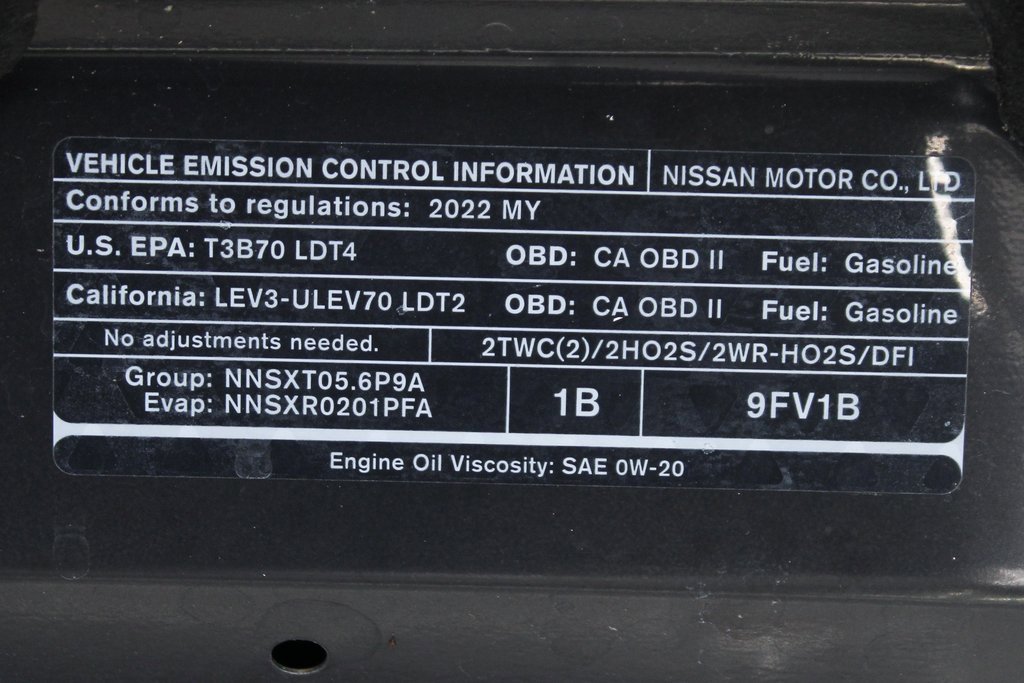 VEHICLE EMISSION CONTROL INFORMATION NISSAN MOTOR CO., LTD
Conforms to regulations: 2022 MY
U.S. EPA: T3B70 LDT4 OBD: CA OBD II Fuel: Gasoline
California: LEV3-ULEV70 LDT2 OBD: CA OBD II Fuel: Gasoline
No adjustments needed. 2TWC(2)/2HO2S/2WR-HO2S/DFI
Group: NNSXT05.6P9A
Evap: NNSXR0201PFA
1B 9FV1B
Engine Oil Viscosity: SAE 0W-20